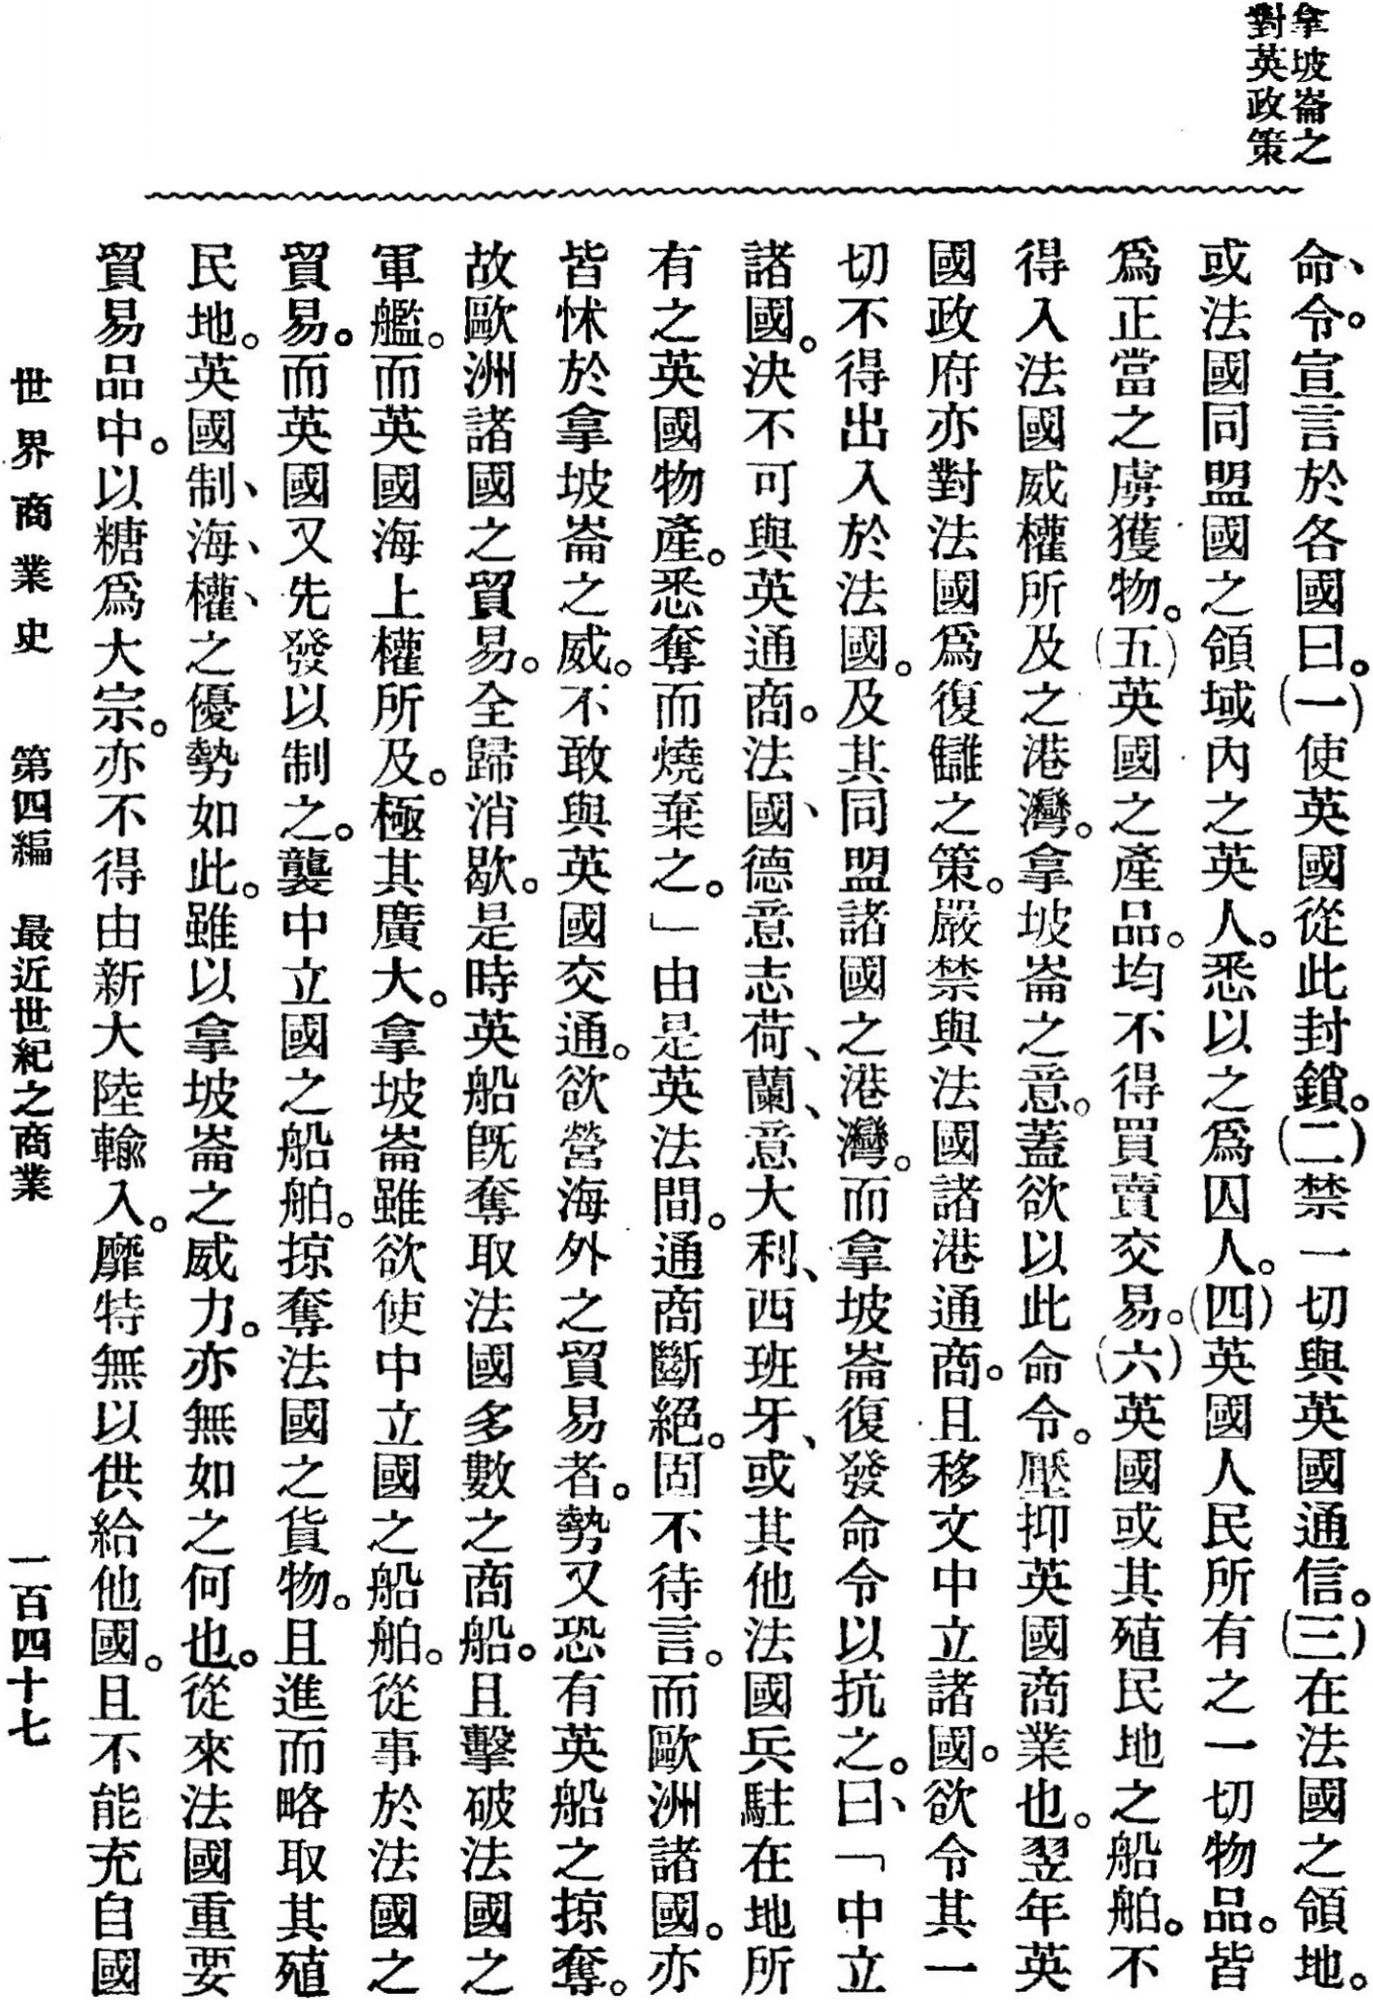 拿坡崙之
對英政策
命、令。宣言於各國曰。(一)使英國從此封鎖。(二)禁一切與英國通信。(三)在法國之領地。
或法國同盟國之領域內之英人。悉以之爲囚人。(四)英國人民所有之一切物品。皆
爲正當之虜獲物。(五)英國之產品。均不得買賣交易。(六)英國或其殖民地之船舶。不
得入法國威權所及之港灣。拿坡崙之意。蓋欲以此命令。壓抑英國商業也。翌年英
國政府亦對法國爲復讎之策。嚴禁與法國諸港通商。且移文中立諸國。欲令其一
切不得出入於法國。及其同盟諸國之港灣。而拿坡崙復發命令以抗之。曰、「中立
諸國。決不可與英通商。法國、德意志荷、蘭、意大利、西班牙、或其他法國兵駐在地所
有之英國物產。悉奪而燒棄之。」由是英法間。通商斷絕。固不待言。而歐洲諸國。亦
皆怵於拿坡崙之威。不敢與英國交通。欲營海外之貿易者。勢又恐有英船之掠奪。
故歐洲諸國之貿易。全歸消歇。是時英船既奪取法國多數之商船。且擊破法國之
軍艦。而英國海上權所及。極其廣大。拿坡崙雖欲使中立國之船舶。從事於法國之
貿易。而英國又先發以制之。襲中立國之船舶。掠奪法國之貨物。且進而略取其殖
民地。英國制、海、權、之優勢如此。雖以拿坡崙之威力。亦無如之何也。從來法國重要
貿易品中。以糖爲大宗。亦不得由新大陸輸入。靡特無以供給他國。且不能充自國
世界商業史 第四編 最近世紀之商業 一百四十七